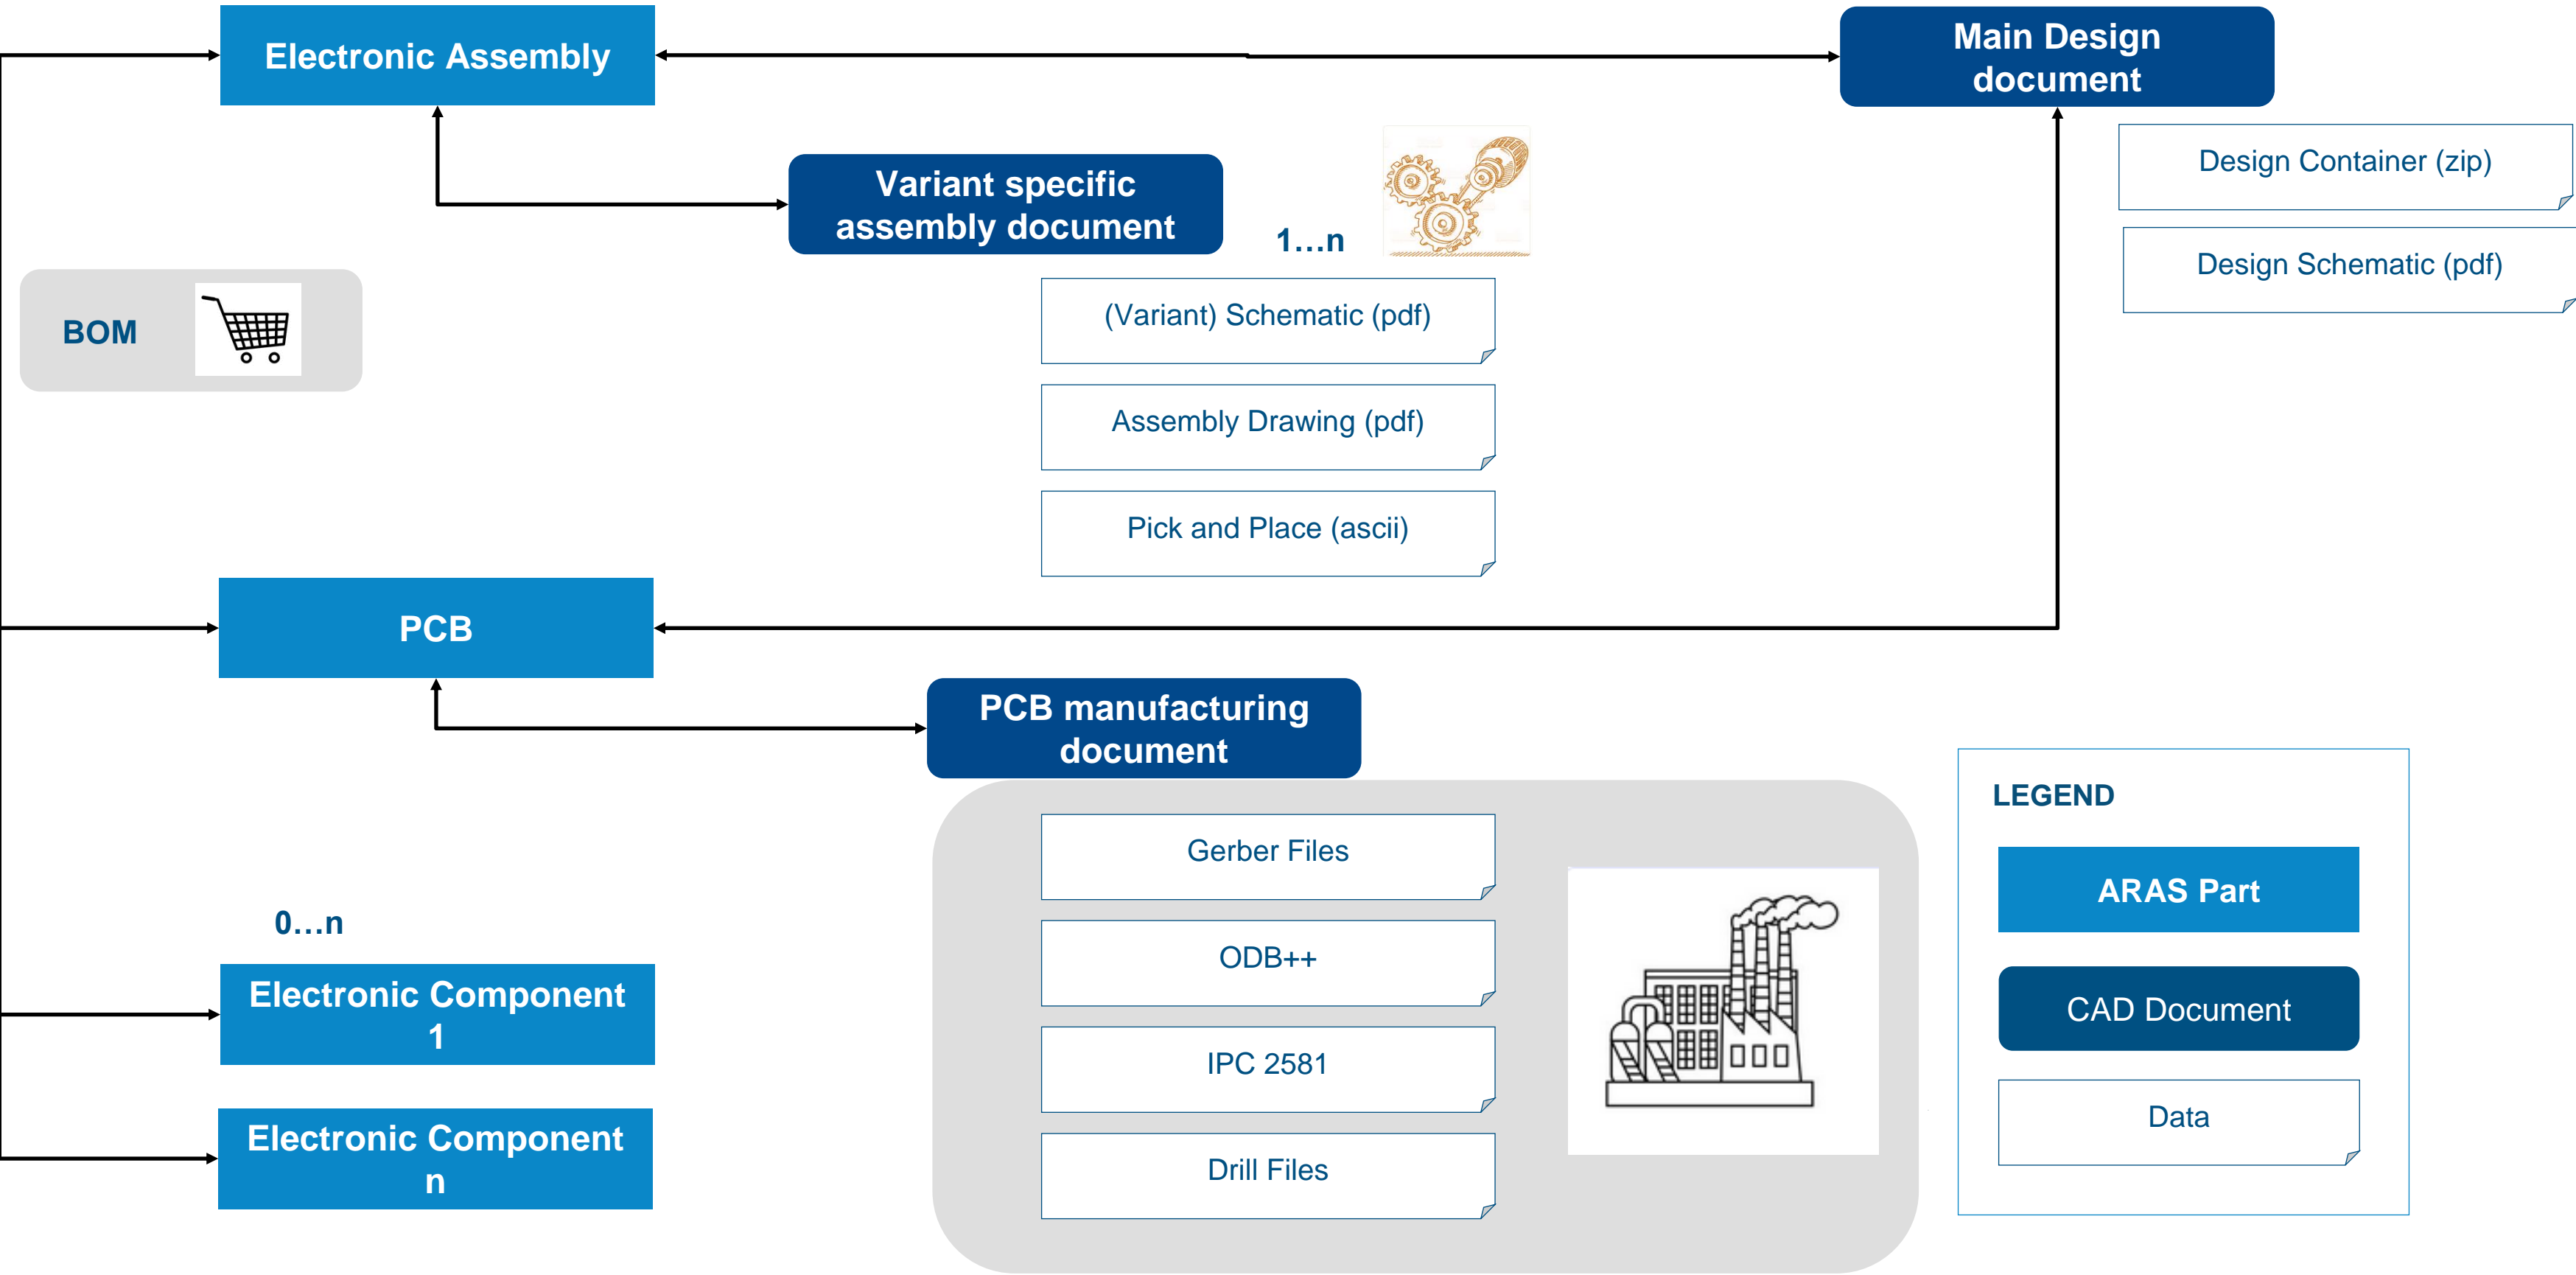 Electronic Assembly
Main Design
document
Design Container (zip)
Design Schematic (pdf)
Variant specific
assembly document
1…n
(Variant) Schematic (pdf)
Assembly Drawing (pdf)
Pick and Place (ascii)
BOM
PCB
PCB manufacturing
document
Gerber Files
ODB++
IPC 2581
Drill Files
0…n
Electronic Component
1
Electronic Component
n
LEGEND
ARAS Part
CAD Document
Data